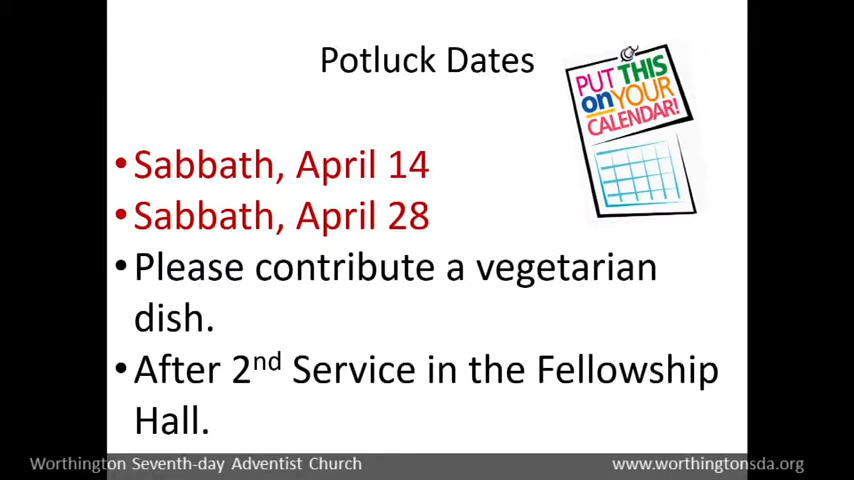 Potluck Dates
PUT THIS
on YOUR
CALENDAR!
•Sabbath, April 14
•Sabbath, April 28
•Please contribute a vegetarian
dish.
•After 2nd Service in the Fellowship
Hall.
Worthington Seventh-day Adventist Church
www.worthingtonsda.org